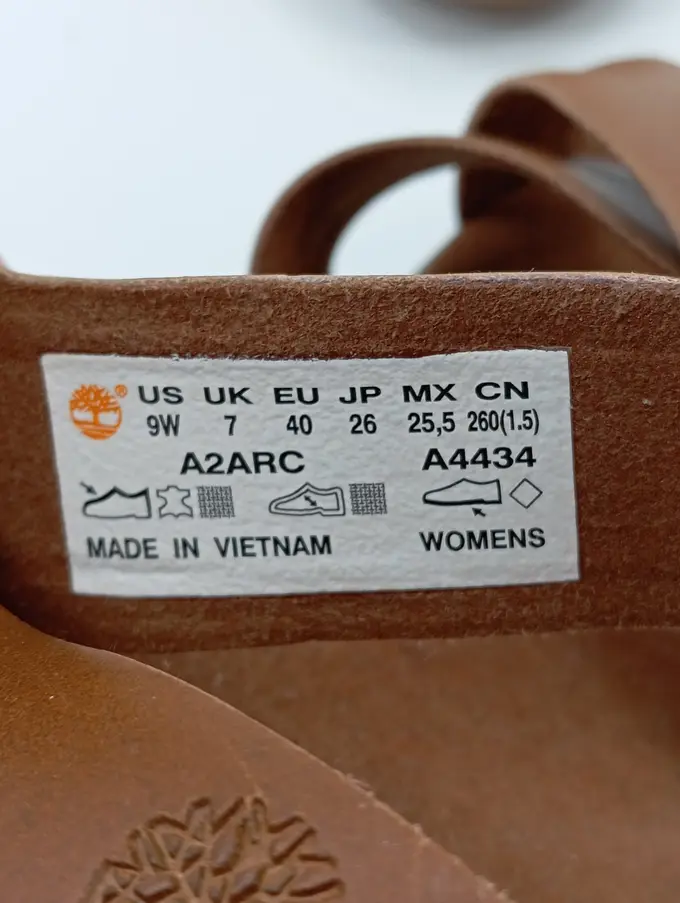 ® US UK EU JP MX CN
9W 7 40 26 25,5 260(1.5)
A2ARC A4434
MADE IN VIETNAM WOMENS